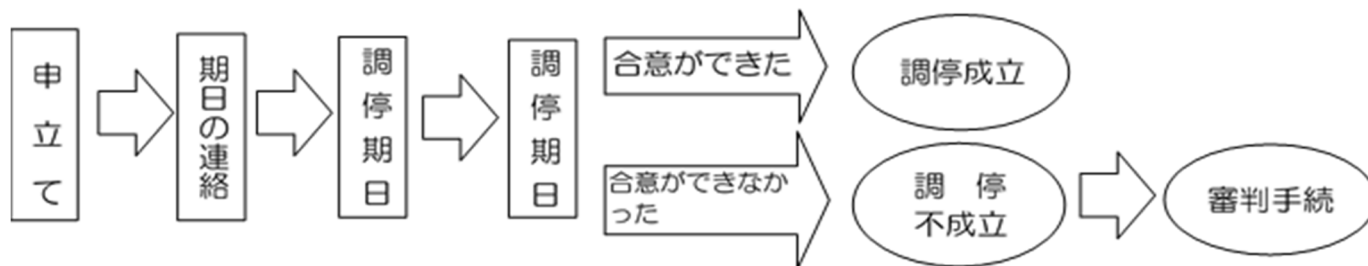 申立て
期日の連絡
調停期日
調停期日
合意ができた
調停成立
合意ができなか
った
調　停
不成立
審判手続